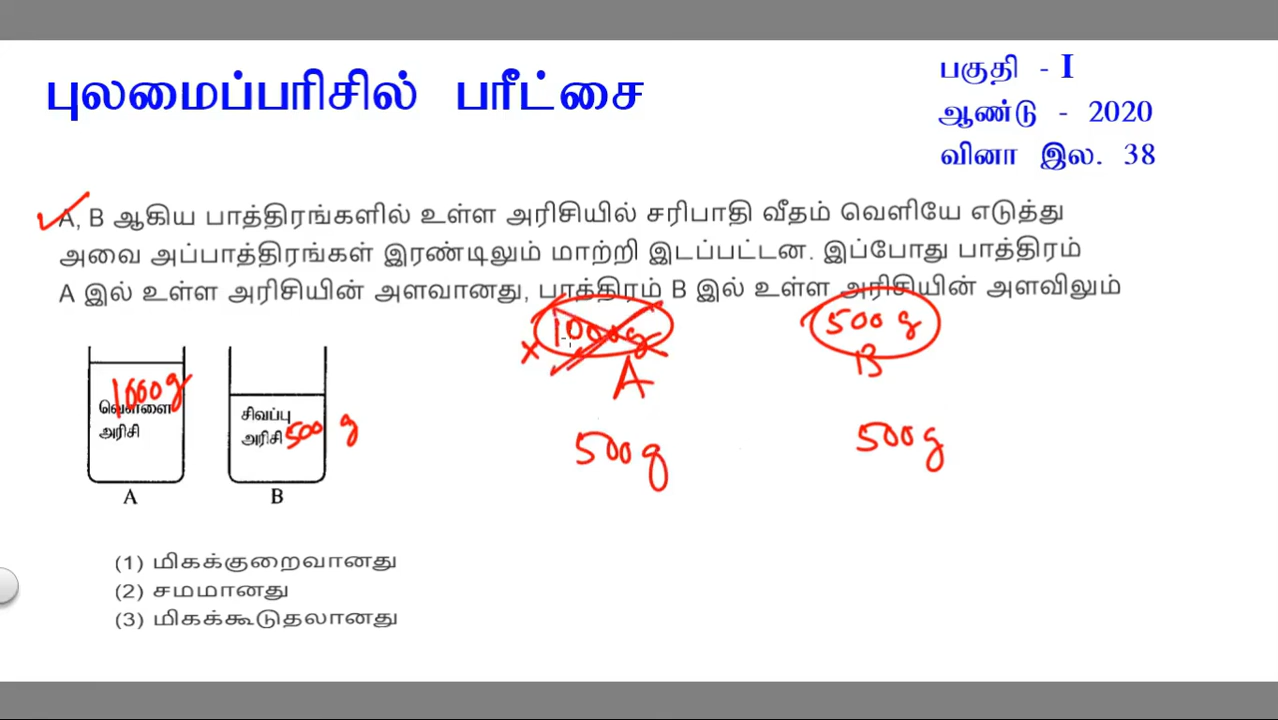 புலமைப்பரிசில் பரீட்சை
பகுதி - I
ஆண்டு - 2020
வினா இல. 38
A, B ஆகிய பாத்திரங்களில் உள்ள அரிசியில் சரிபாதி வீதம் வெளியே எடுத்து
அவை அப்பாத்திரங்கள் இரண்டிலும் மாற்றி இடப்பட்டன. இப்போது பாத்திரம்
A இல் உள்ள அரிசியின் அளவானது, பாத்திரம் B இல் உள்ள அரிசியின் அளவிலும்
1000g
500 g
A
B
1000g
வெள்ளை
அரிசி
சிவப்பு
அரிசி 500 g
500g
500g
A
B
(1) மிகக்குறைவானது
(2) சமமானது
(3) மிகக்கூடுதலானது